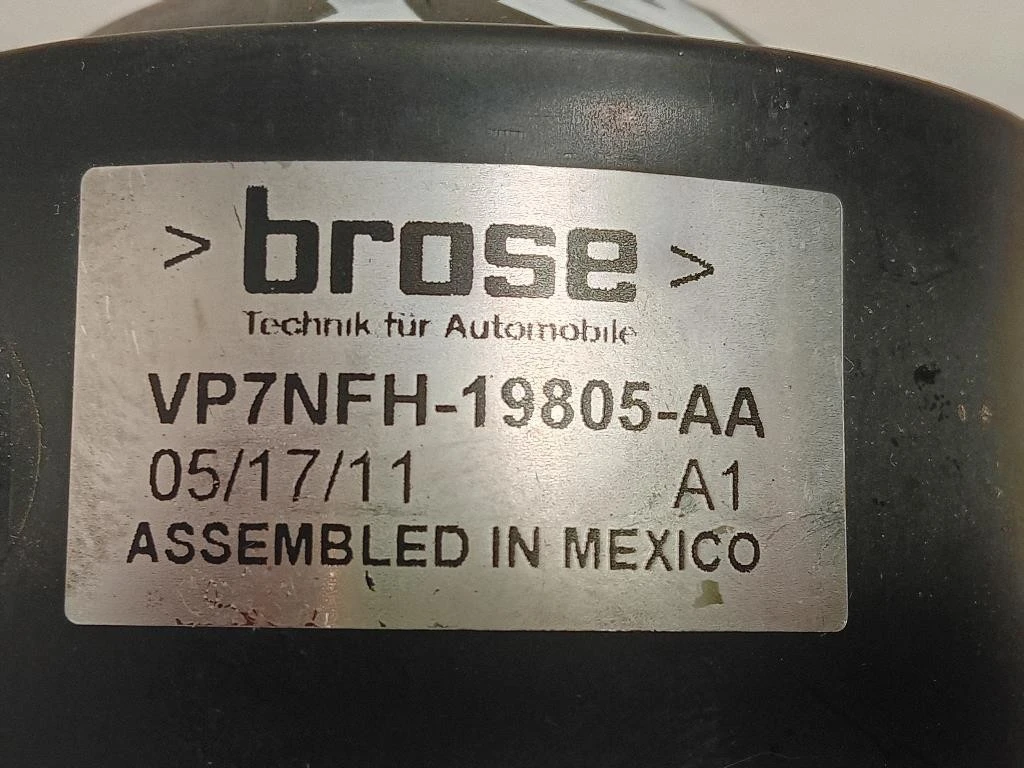 > brose >
Technik für Automobile
VP7NFH-19805-AA
05/17/11 A1
ASSEMBLED IN MEXICO